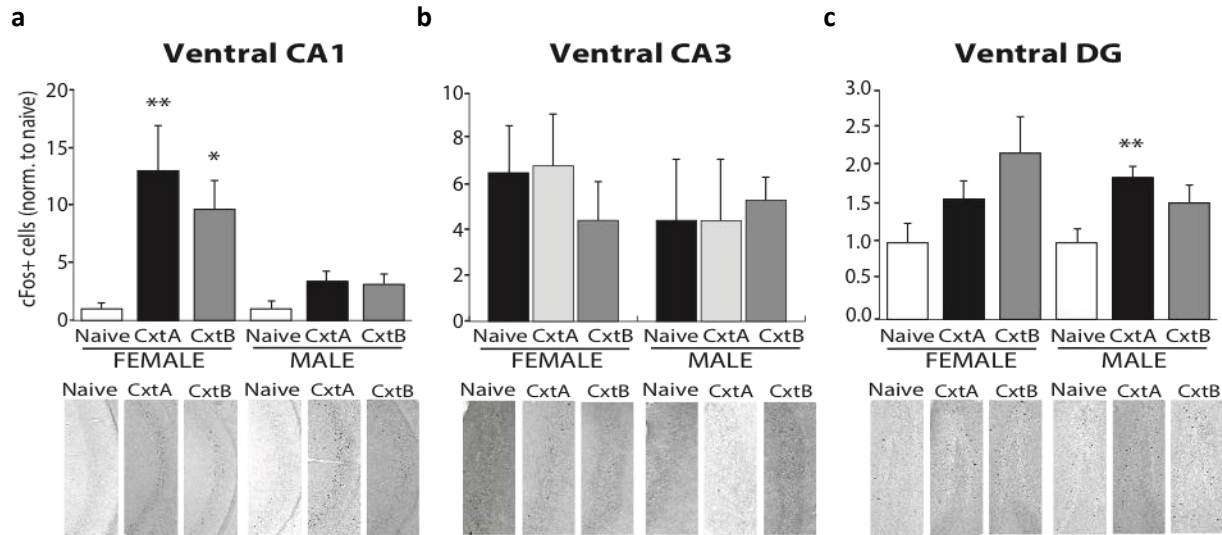 a
Ventral CA1
cFos+ cells (norm. to naive)
20
15
10
5
0
**
*
Naive CxtA CxtB Naive CxtA CxtB
FEMALE MALE
Naive CxtA CxtB Naive CxtA CxtB
b
Ventral CA3
8
6
4
2
0
Naive CxtA CxtB Naive CxtA CxtB
FEMALE MALE
Naive CxtA CxtB Naive CxtA CxtB
c
Ventral DG
3.0
2.5
2.0
1.5
1.0
0.5
0.0
**
Naive CxtA CxtB Naive CxtA CxtB
FEMALE MALE
Naive CxtA CxtB Naive CxtA CxtB